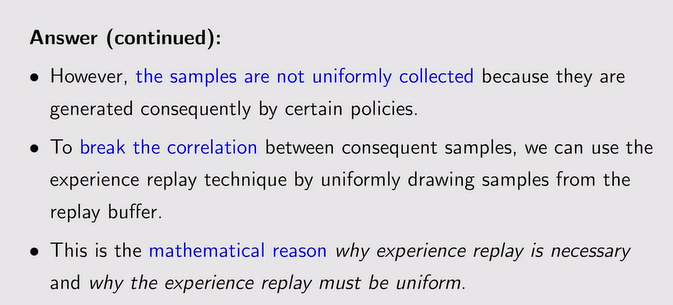 Answer (continued):
• However, the samples are not uniformly collected because they are
generated consequently by certain policies.
• To break the correlation between consequent samples, we can use the
experience replay technique by uniformly drawing samples from the
replay buffer.
• This is the mathematical reason why experience replay is necessary
and why the experience replay must be uniform.